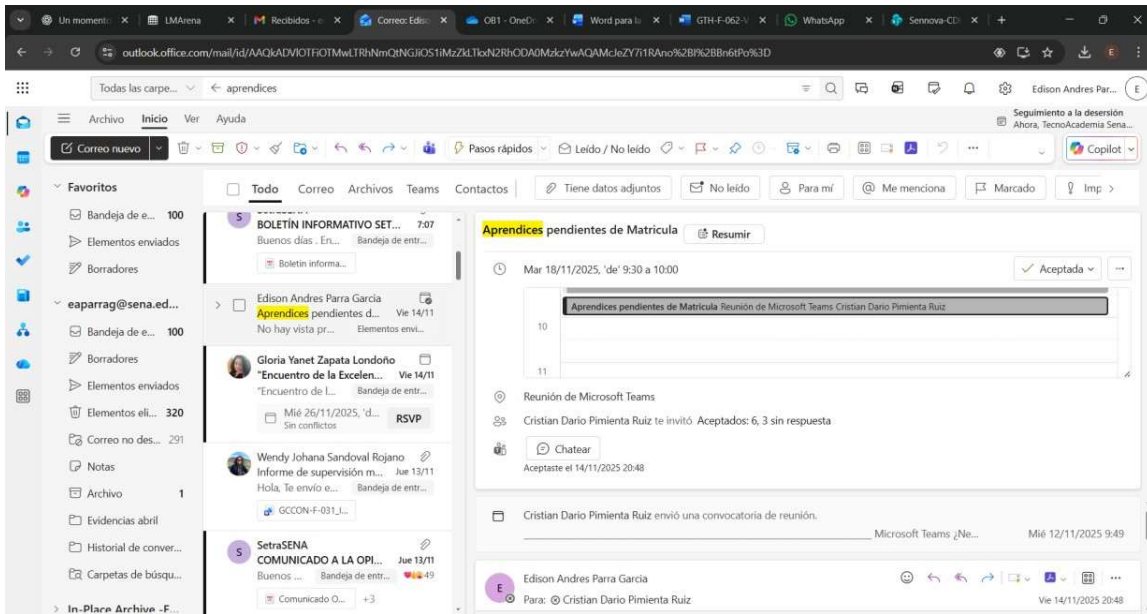 Un momento
LMArena
Recibidos - e
Correo: Ediso
OB1 - OneDr
Word para la
GTH-F-062-V
WhatsApp
Sennova-CD
outlook.office.com/mail/id/
Todas las carpe...
aprendices
Edison Andres Par...
E
Archivo Inicio Ver Ayuda
Seguimiento a la desersión
Ahora, TecnoAcademia Sena...
Correo nuevo
Pasos rápidos
Leído / No leído
Copilot
Favoritos
Bandeja de e... 100
Elementos enviados
Borradores
eaparrag@sena.ed...
Bandeja de e... 100
Borradores
Elementos enviados
Elementos eli... 320
Correo no des... 291
Notas
Archivo 1
Evidencias abril
Historial de conver...
Carpetas de búsqu...
In-Place Archive -F...
Todo Correo Archivos Teams Contactos
Tiene datos adjuntos
No leído
Para mí
Me menciona
Marcado
Imp
S
BOLETÍN INFORMATIVO SET... 7:07
Buenos días . En... Bandeja de entr...
Boletin informa...
Edison Andres Parra Garcia
Aprendices pendientes d... Vie 14/11
No hay vista pr... Elementos envi...
Gloria Yanet Zapata Londoño
"Encuentro de la Excelen... Vie 14/11
"Encuentro de l... Bandeja de entr...
Mié 26/11/2025, 'd...
Sin conflictos
RSVP
Wendy Johana Sandoval Rojano
Informe de supervisión m... Jue 13/11
Hola, Te envío e... Bandeja de entr...
GCCON-F-031_I...
S
SetraSENA
COMUNICADO A LA OPI... Jue 13/11
Buenos ... Bandeja de entr... 49
Comunicado O... +3
Aprendices pendientes de Matricula
Resumir
Mar 18/11/2025, 'de' 9:30 a 10:00
Aceptada
Aprendices pendientes de Matricula Reunión de Microsoft Teams Cristian Dario Pimienta Ruiz
10
11
Reunión de Microsoft Teams
Cristian Dario Pimienta Ruiz te invitó Aceptados: 6, 3 sin respuesta
Chatear
Aceptaste el 14/11/2025 20:48
Cristian Dario Pimienta Ruiz envió una convocatoria de reunión.
Microsoft Teams ¿Ne...
Mié 12/11/2025 9:49
E
Edison Andres Parra Garcia
Para: Cristian Dario Pimienta Ruiz
Vie 14/11/2025 20:48